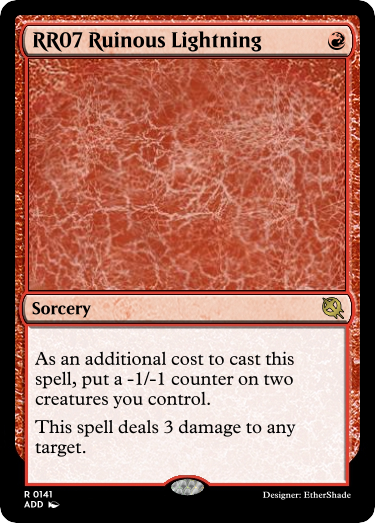 RR07 Ruinous Lightning
Sorcery
As an additional cost to cast this
spell, put a -1/-1 counter on two
creatures you control.
This spell deals 3 damage to any
target.
R 0141
ADD
Designer: EtherShade